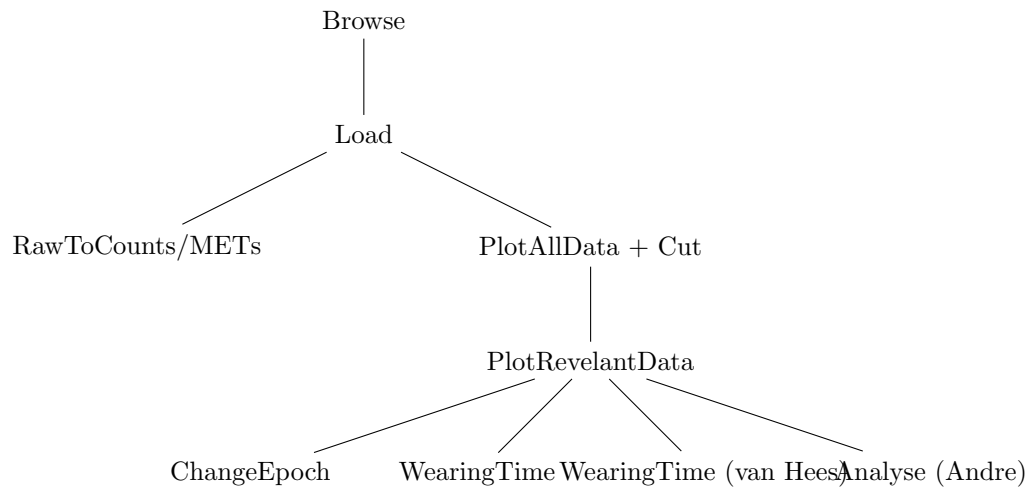 Browse
Load
RawToCounts/METs PlotAllData + Cut
PlotRevelantData
ChangeEpoch WearingTime WearingTime (van Hees) Analyse (Andre)